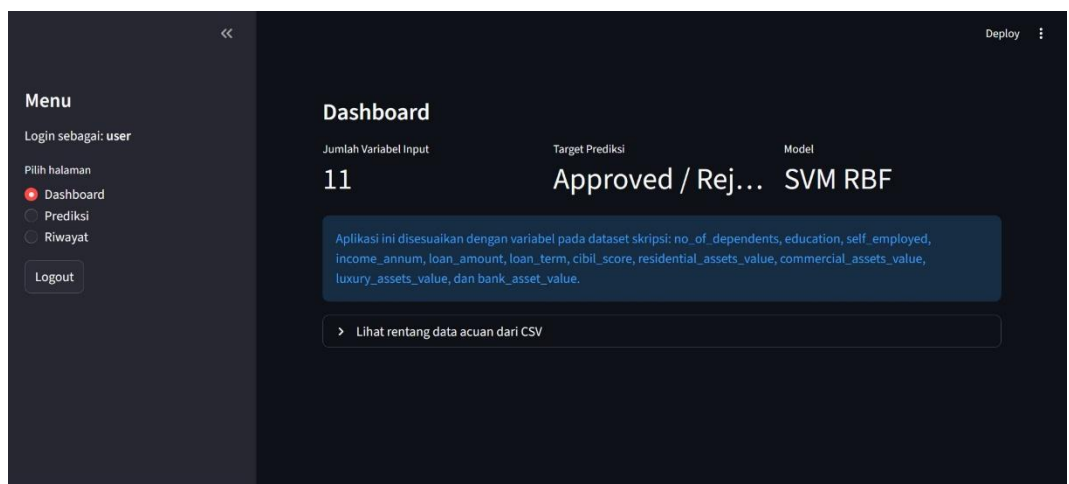 Deploy
Menu
Login sebagai: user
Pilih halaman
Dashboard
Prediksi
Riwayat
Logout
Dashboard
Jumlah Variabel Input
11
Target Prediksi
Approved / Rej...
Model
SVM RBF
Aplikasi ini disesuaikan dengan variabel pada dataset skripsi: no_of_dependents, education, self_employed,
income_annum, loan_amount, loan_term, cibil_score, residential_assets_value, commercial_assets_value,
luxury_assets_value, dan bank_asset_value.
Lihat rentang data acuan dari CSV